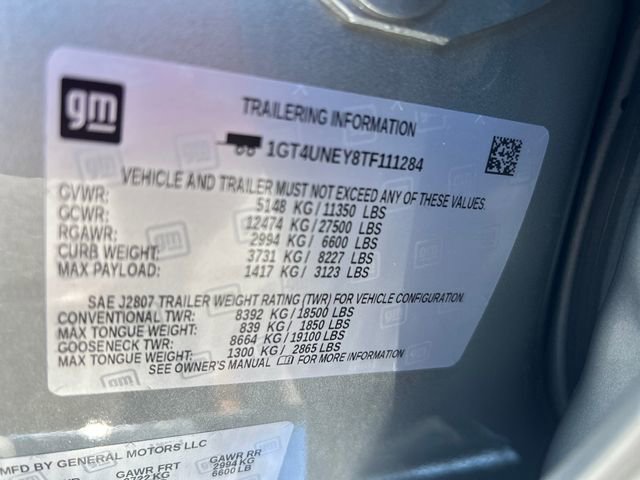 gm
TRAILERING INFORMATION
1GT4UNEY8TF111284
VEHICLE AND TRAILER MUST NOT EXCEED ANY OF THESE VALUES.
GVWR: 5148 KG/11350 LBS
GCWR: 12474 KG/27500 LBS
RGAWR: 2994 KG/ 6600 LBS
CURB WEIGHT: 3731 KG/ 8227 LBS
MAX PAYLOAD: 1417 KG/ 3123 LBS
SAE J2807 TRAILER WEIGHT RATING (TWR) FOR VEHICLE CONFIGURATION.
CONVENTIONAL TWR: 8392 KG/18500 LBS
MAX TONGUE WEIGHT: 839 KG/ 1850 LBS
GOOSENECK TWR: 8664 KG/19100 LBS
MAX TONGUE WEIGHT: 1300 KG/ 2865 LBS
SEE OWNER'S MANUAL FOR MORE INFORMATION
MFD BY GENERAL MOTORS LLC
GAWR FRT GAWR RR
2994 KG
6600 LB